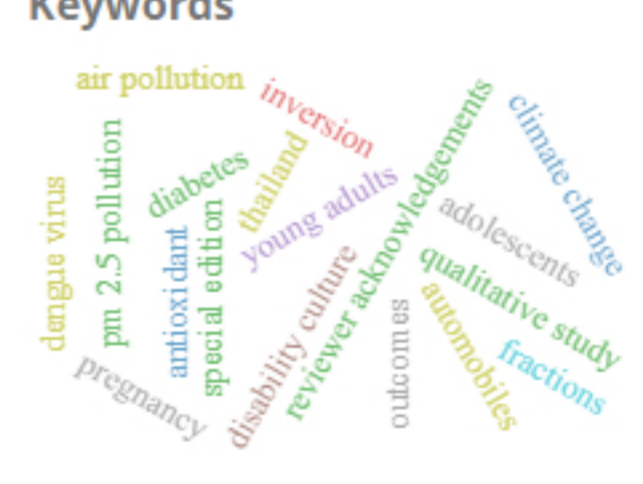 Keywords
air pollution
inversion
climate change
reviewer acknowledgements
thailand
diabetes
pm 2.5 pollution
young adults
dengue virus
adolescents
antioxidant
special edition
qualitative study
disability culture
automobiles
outcomes
fractions
pregnancy